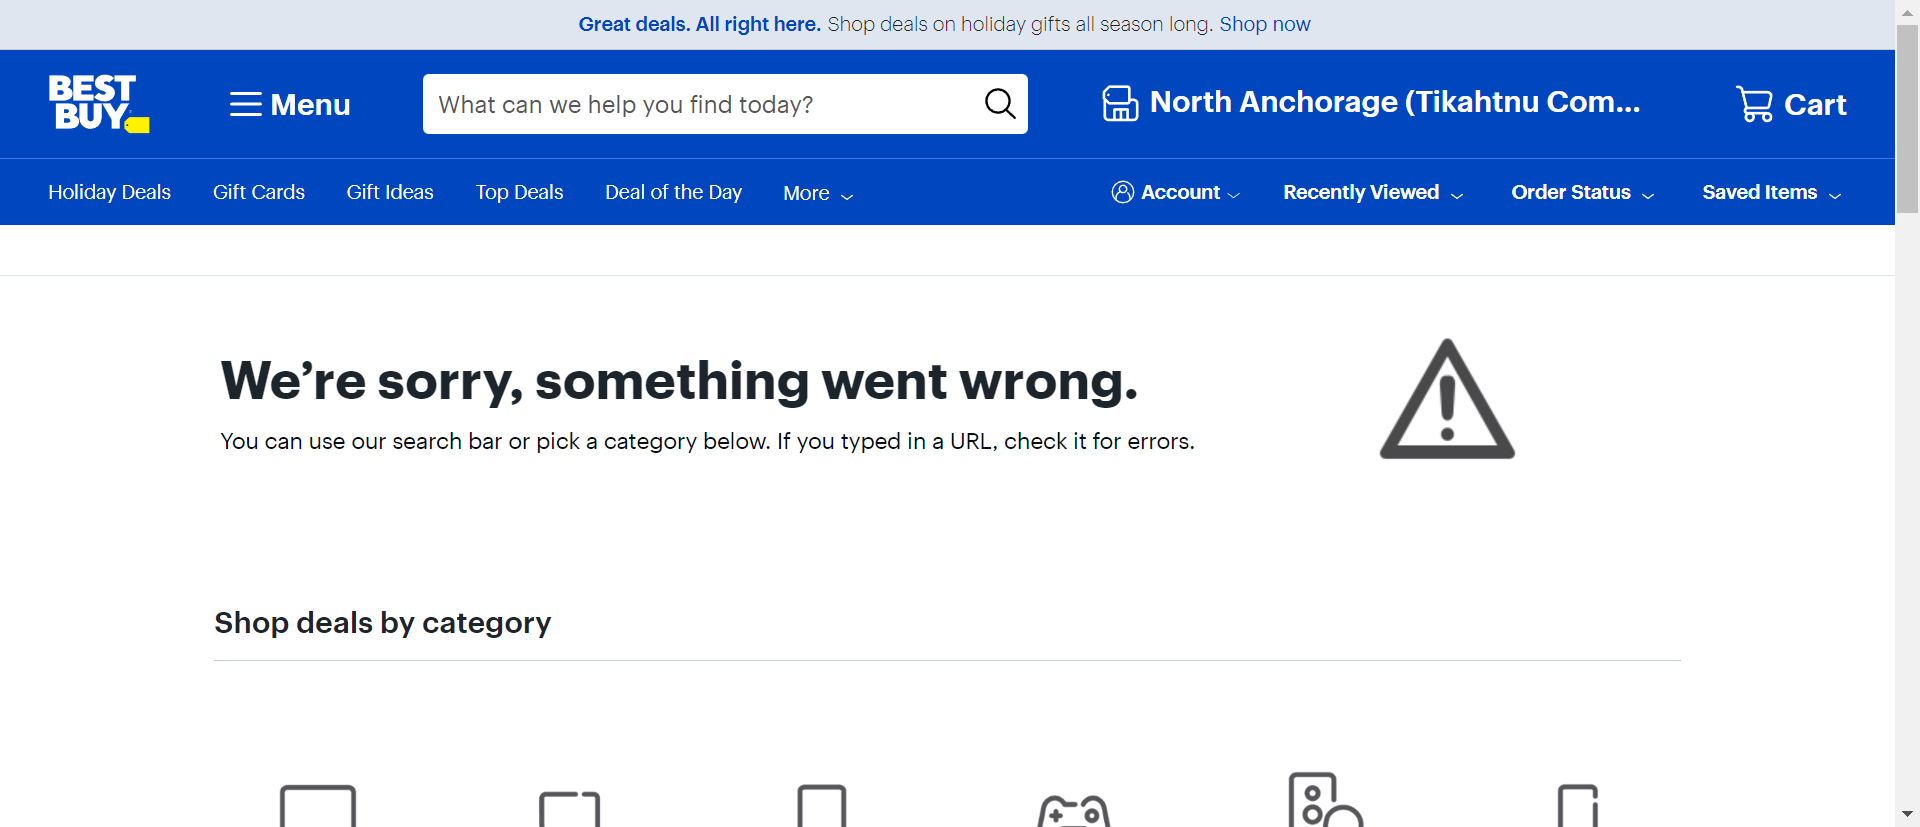 Great deals. All right here. Shop deals on holiday gifts all season long. Shop now
BEST BUY
Menu
What can we help you find today?
North Anchorage (Tikahtnu Com...
Cart
Holiday Deals
Gift Cards
Gift Ideas
Top Deals
Deal of the Day
More
Account
Recently Viewed
Order Status
Saved Items
We’re sorry, something went wrong.
You can use our search bar or pick a category below. If you typed in a URL, check it for errors.
Shop deals by category